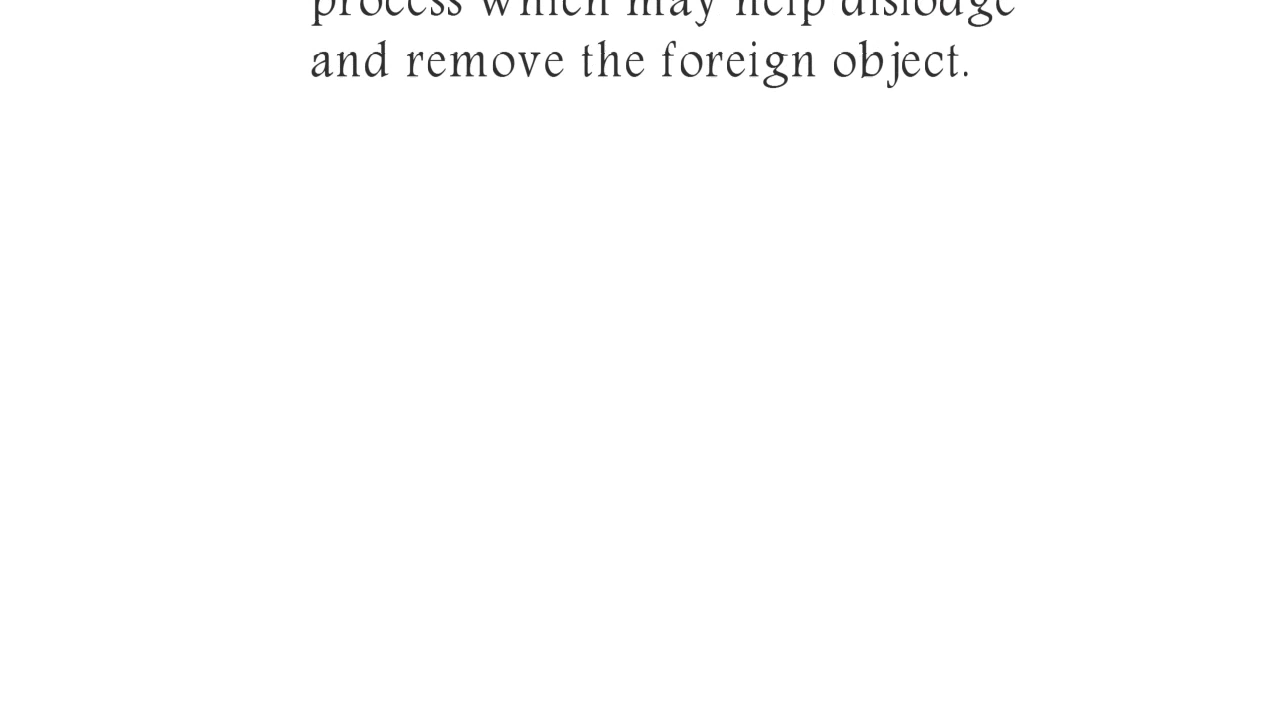 process which may help dislodge
and remove the foreign object.